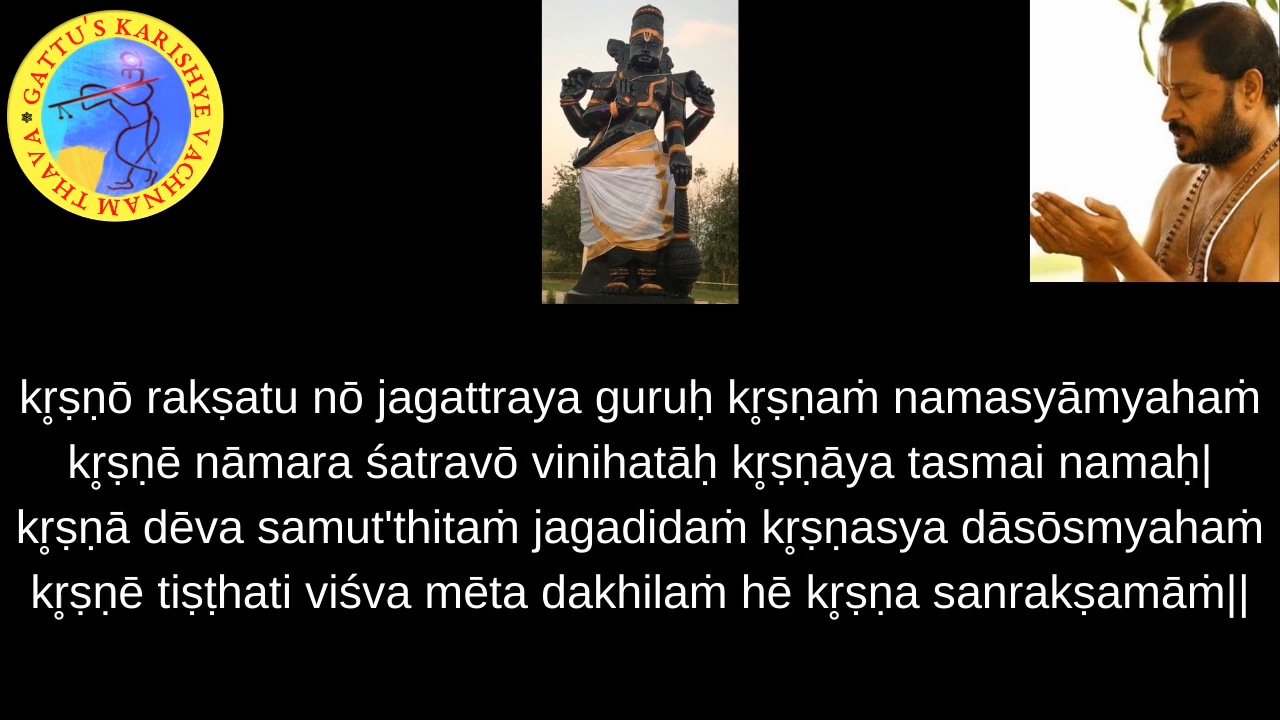 GATTU'S KARISHYE VACHNAM THAVA
kr̥ṣṇō rakṣatu nō jagattraya guruḥ kr̥ṣṇaṁ namasyāmyahaṁ
kr̥ṣṇē nāmara śatravō vinihatāḥ kr̥ṣṇāya tasmai namaḥ|
kr̥ṣṇā dēva samut'thitaṁ jagadidaṁ kr̥ṣṇasya dāsōsmyahaṁ
kr̥ṣṇē tiṣṭhati viśva mēta dakhilaṁ hē kr̥ṣṇa sanrakṣamāṁ||